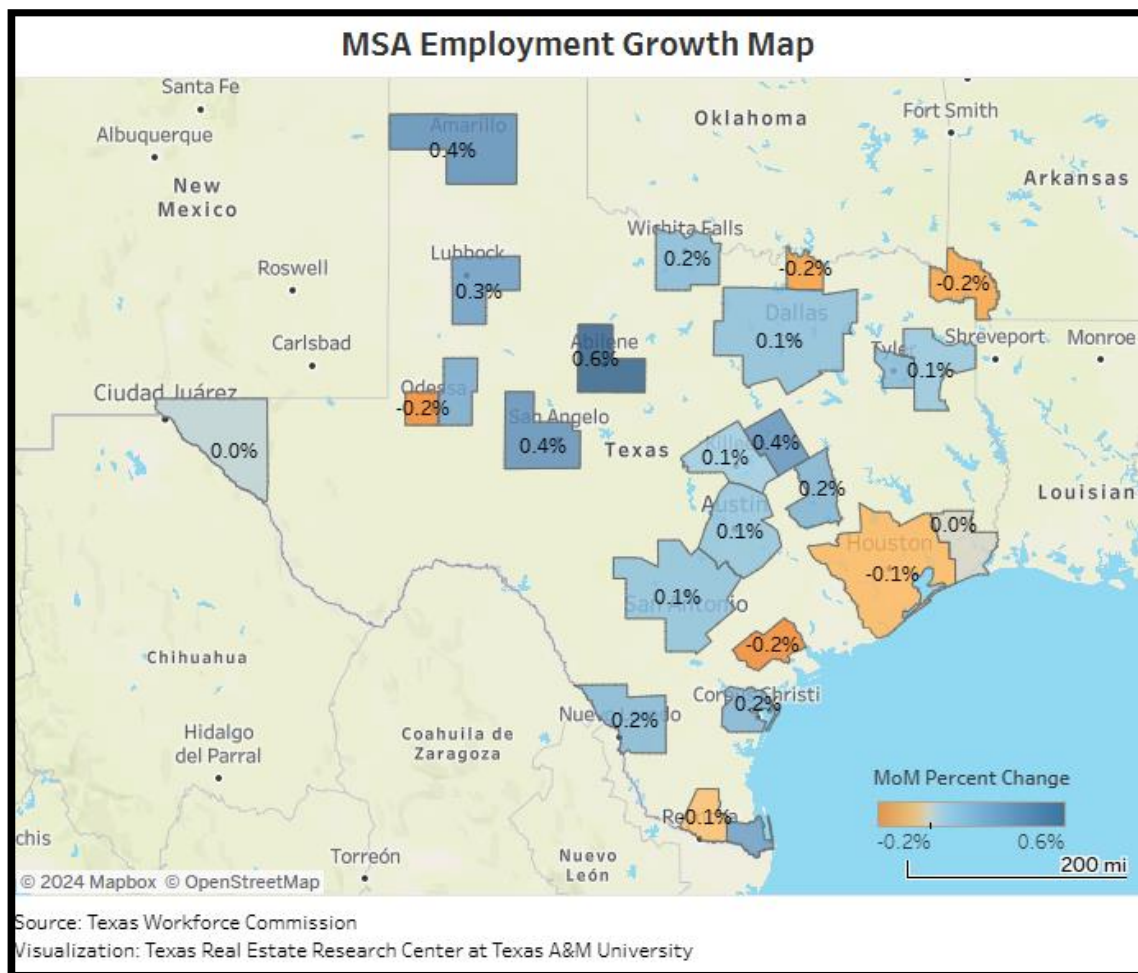 MSA Employment Growth Map
Santa Fe
Albuquerque
New
Mexico
Amarillo
0.4%
Oklahoma
Fort Smith
Arkansas
Wichita Falls
0.2%
-0.2%
-0.2%
Lubbock
0.3%
Roswell
Carlsbad
Abilene
0.6%
Dallas
0.1%
Tyler
0.1%
Shreveport
Monroe
Ciudad Juárez
0.0%
Odessa
-0.2%
San Angelo
0.4%
Texas
0.1%
0.4%
0.2%
Louisian
Austin
0.1%
Houston
-0.1%
0.0%
0.1%
San Antonio
-0.2%
Chihuahua
Corpus Christi
0.2%
0.2%
Hidalgo
del Parral
Coahuila de
Zaragoza
-0.1%
chis
Torreón
Nuevo
León
MoM Percent Change
-0.2%
0.6%
200 mi
© 2024 Mapbox © OpenStreetMap
Source: Texas Workforce Commission
Visualization: Texas Real Estate Research Center at Texas A&M University